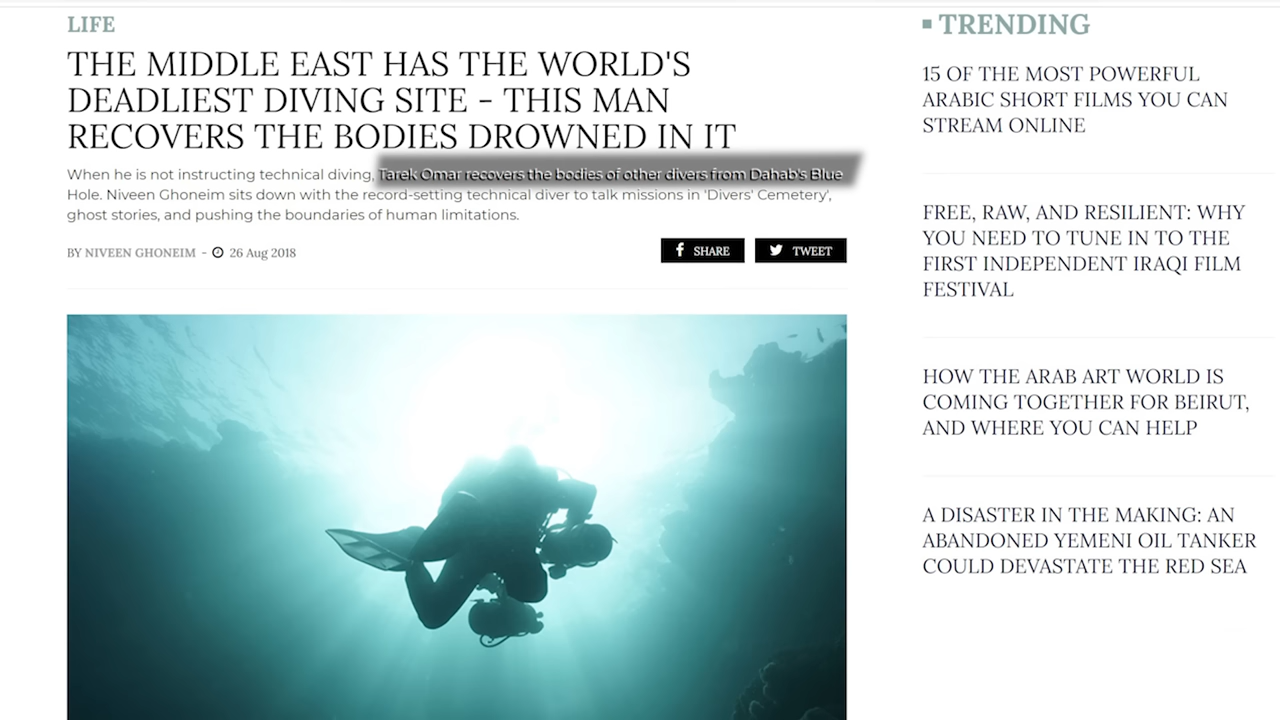 LIFE
THE MIDDLE EAST HAS THE WORLD'S
DEADLIEST DIVING SITE - THIS MAN
RECOVERS THE BODIES DROWNED IN IT
When he is not instructing technical diving, Tarek Omar recovers the bodies of other divers from Dahab's Blue
Hole. Niveen Ghoneim sits down with the record-setting technical diver to talk missions in 'Divers' Cemetery',
ghost stories, and pushing the boundaries of human limitations.
BY NIVEEN GHONEIM - 26 Aug 2018
SHARE
TWEET
TRENDING
15 OF THE MOST POWERFUL
ARABIC SHORT FILMS YOU CAN
STREAM ONLINE
FREE, RAW, AND RESILIENT: WHY
YOU NEED TO TUNE IN TO THE
FIRST INDEPENDENT IRAQI FILM
FESTIVAL
HOW THE ARAB ART WORLD IS
COMING TOGETHER FOR BEIRUT,
AND WHERE YOU CAN HELP
A DISASTER IN THE MAKING: AN
ABANDONED YEMENI OIL TANKER
COULD DEVASTATE THE RED SEA